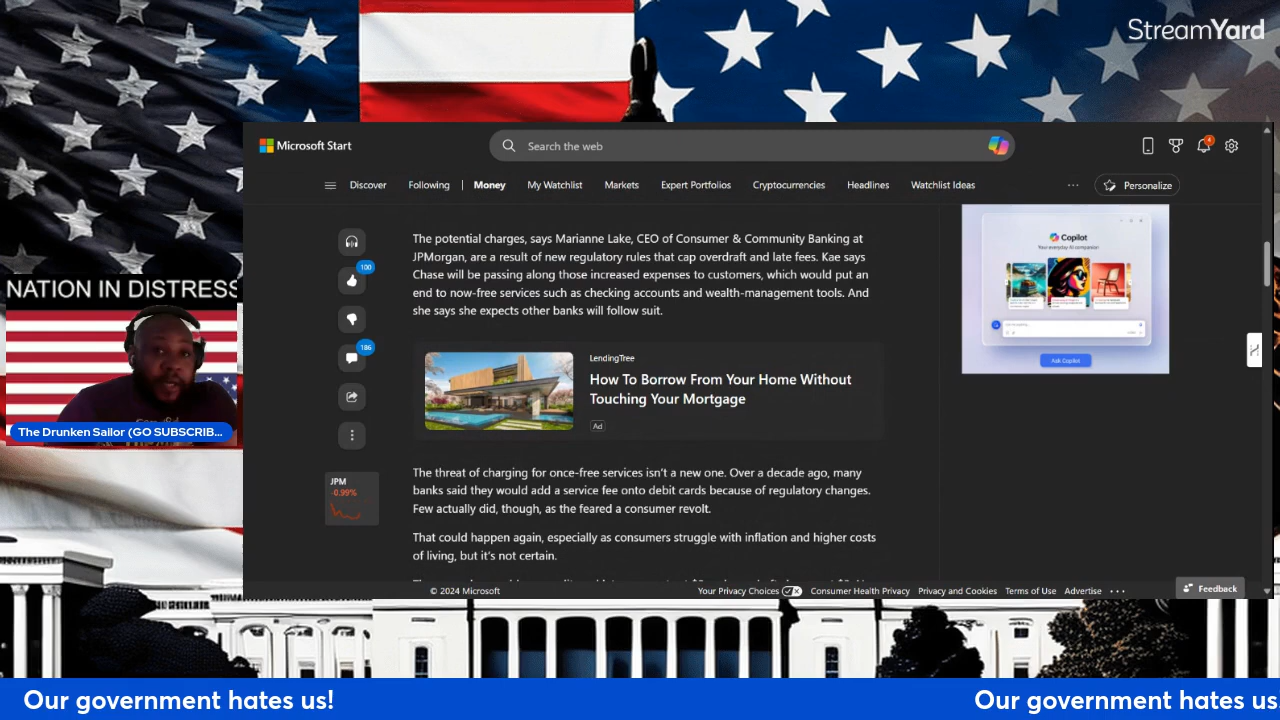 StreamYard
Microsoft Start
Search the web
4
Discover
Following
Money
My Watchlist
Markets
Expert Portfolios
Cryptocurrencies
Headlines
Watchlist Ideas
Personalize
The potential charges, says Marianne Lake, CEO of Consumer & Community Banking at
JPMorgan, are a result of new regulatory rules that cap overdraft and late fees. Kae says
Chase will be passing along those increased expenses to customers, which would put an
end to now-free services such as checking accounts and wealth-management tools. And
she says she expects other banks will follow suit.
100
186
Copilot
Your everyday AI companion
Ask Copilot
LendingTree
How To Borrow From Your Home Without
Touching Your Mortgage
Ad
NATION IN DISTRESS
The Drunken Sailor (GO SUBSCRIB...
JPM
-0.99%
The threat of charging for once-free services isn't a new one. Over a decade ago, many
banks said they would add a service fee onto debit cards because of regulatory changes.
Few actually did, though, as the feared a consumer revolt.
That could happen again, especially as consumers struggle with inflation and higher costs
of living, but it's not certain.
© 2024 Microsoft
Your Privacy Choices
Consumer Health Privacy
Privacy and Cookies
Terms of Use
Advertise
Feedback
Our government hates us!
Our government hates us